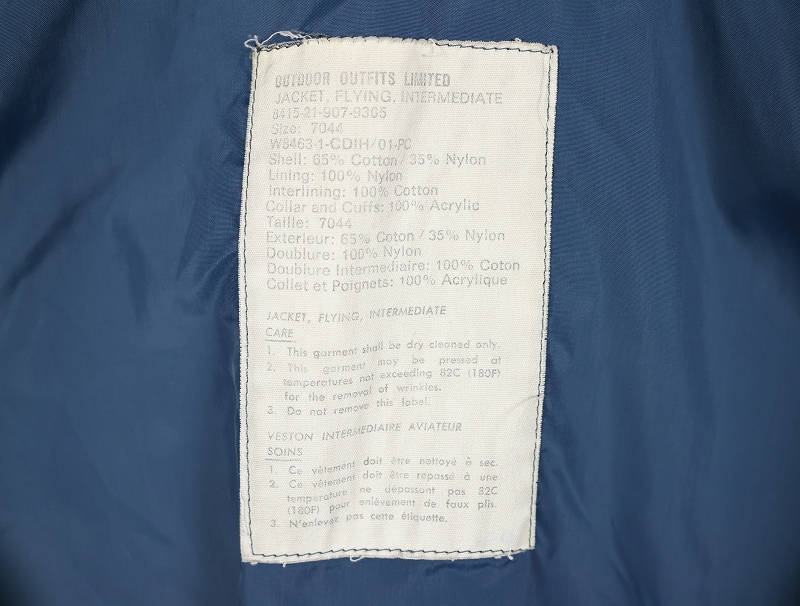 OUTDOOR OUTFITS LIMITED
JACKET, FLYING, INTERMEDIATE
8415-21-907-9365
Size: 7044
W8463-1-CDIH/01-PC
Shell: 65% Cotton / 35% Nylon
Lining: 100% Nylon
Interlining: 100% Cotton
Collar and Cuffs: 100% Acrylic
Taille: 7044
Exterieur: 65% Coton / 35% Nylon
Doublure: 100% Nylon
Doublure Intermediaire: 100% Coton
Collet et Poignets: 100% Acrylique
JACKET, FLYING, INTERMEDIATE
CARE
1. This garment shall be dry cleaned only.
2. This garment may be pressed at
temperatures not exceeding 82C (180F)
for the removal of wrinkles.
3. Do not remove this label.
VESTON INTERMEDIAIRE AVIATEUR
SOINS
1. Ce vêtement doit être nettoyé à sec.
2. Ce vêtement doit être repassé à une
température ne dépassant pas 82C
(180F) pour enlèvement de faux plis.
3. N'enlevez pas cette étiquette.